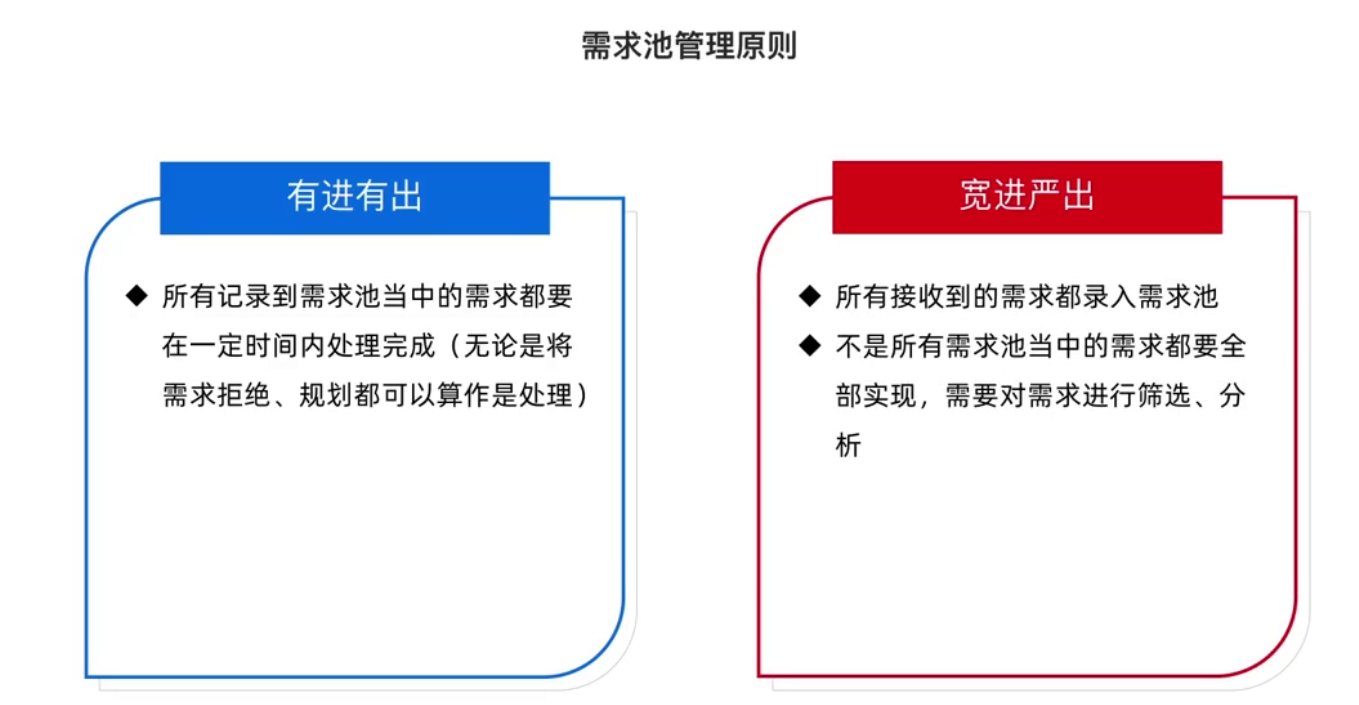 需求池管理原则
有进有出
◆ 所有记录到需求池当中的需求都要
在一定时间内处理完成（无论是将
需求拒绝、规划都可以算作是处理）
宽进严出
◆ 所有接收到的需求都录入需求池
◆ 不是所有需求池当中的需求都要全
部实现，需要对需求进行筛选、分
析